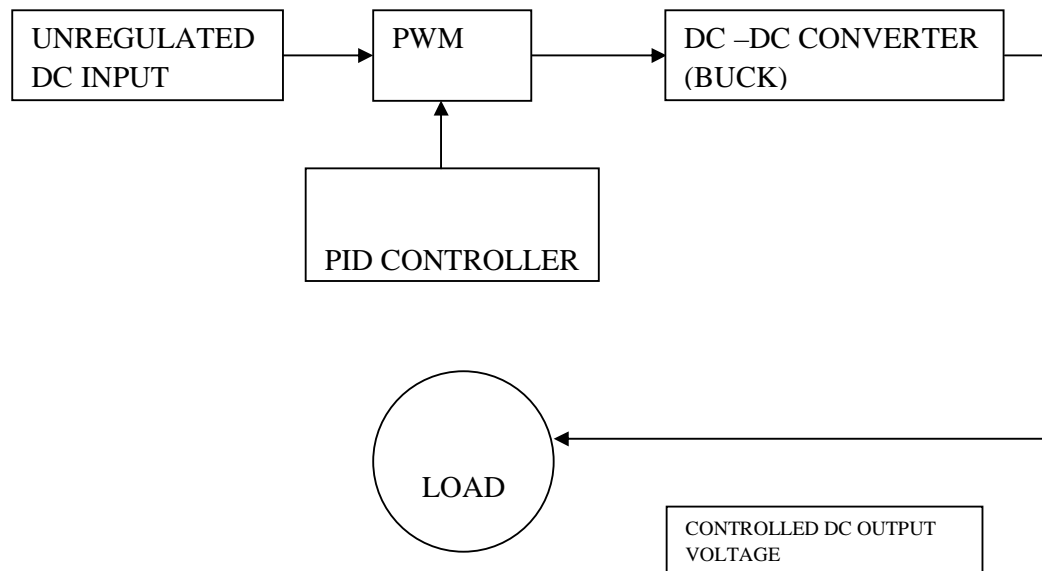 UNREGULATED
DC INPUT
PWM
DC –DC CONVERTER
(BUCK)
PID CONTROLLER
LOAD
CONTROLLED DC OUTPUT
VOLTAGE